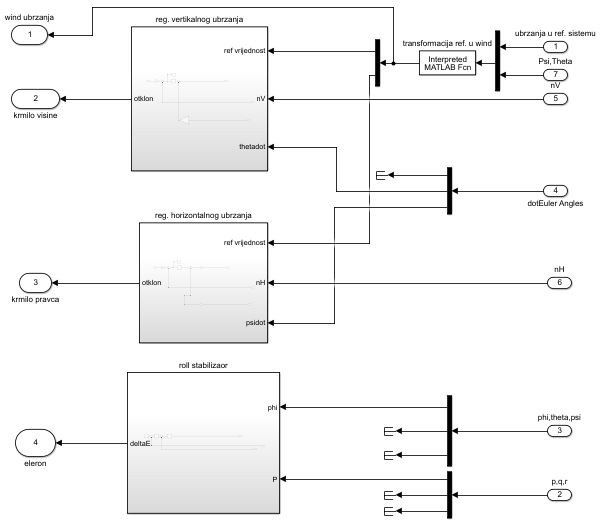 wind ubrzanja
1
reg. vertikalnog ubrzanja
ref vrijednost
otklon
nV
thetadot
2
krmilo visine
transformacija ref. u wind
Interpreted
MATLAB Fcn
ubrzanja u ref. sistemu
1
Psi,Theta
7
nV
5
4
dotEuler Angles
reg. horizontalnog ubrzanja
ref vrijednost
otklon
nH
psidot
3
krmilo pravca
nH
6
roll stabilizaor
phi
deltaE.
P
4
eleron
phi,theta,psi
3
p,q,r
2